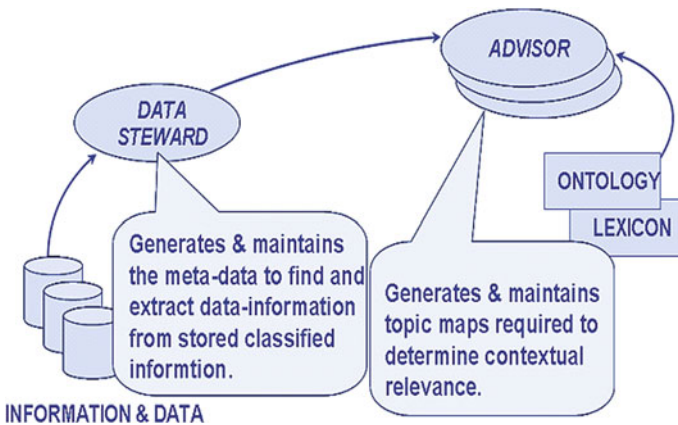 ADVISOR
DATA
STEWARD
ONTOLOGY
LEXICON
Generates & maintains
the meta-data to find and
extract data-information
from stored classified
informtion.
Generates & maintains
topic maps required to
determine contextual
relevance.
INFORMATION & DATA